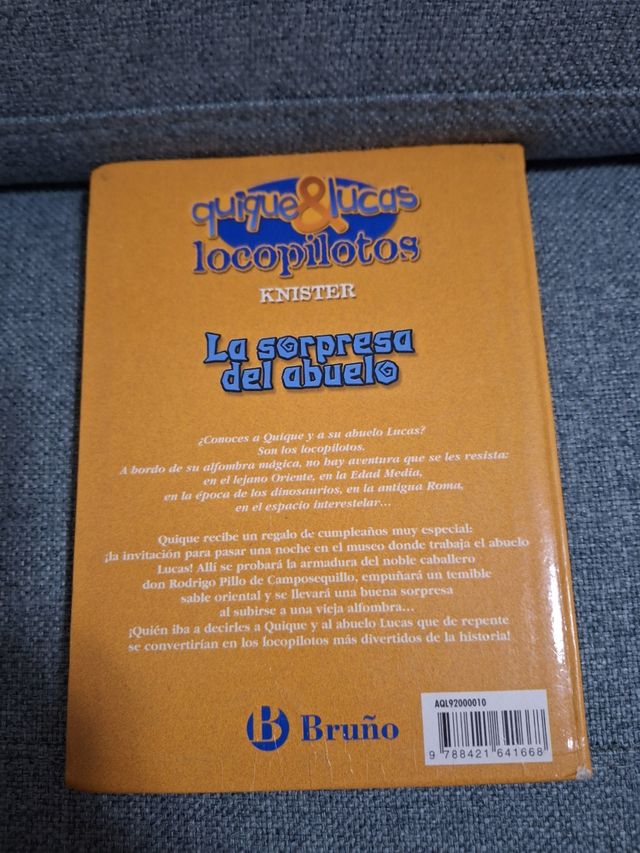 quique&lucas
locopilotos
KNISTER
La sorpresa
del abuelo
¿Conoces a Quique y a su abuelo Lucas?
Son los locopilotos.
A bordo de su alfombra mágica, no hay aventura que se les resista:
en el lejano Oriente, en la Edad Media,
en la época de los dinosaurios, en la antigua Roma,
en el espacio interestelar…
Quique recibe un regalo de cumpleaños muy especial:
¡la invitación para pasar una noche en el museo donde trabaja el abuelo
Lucas! Allí se probará la armadura del noble caballero
don Rodrigo Pillo de Camposequillo, empuñará un temible
sable oriental y se llevará una buena sorpresa
al subirse a una vieja alfombra…
¡Quién iba a decirles a Quique y al abuelo Lucas que de repente
se convertirían en los locopilotos más divertidos de la historia!
B Bruño
AQL92000010
9 788421 641668